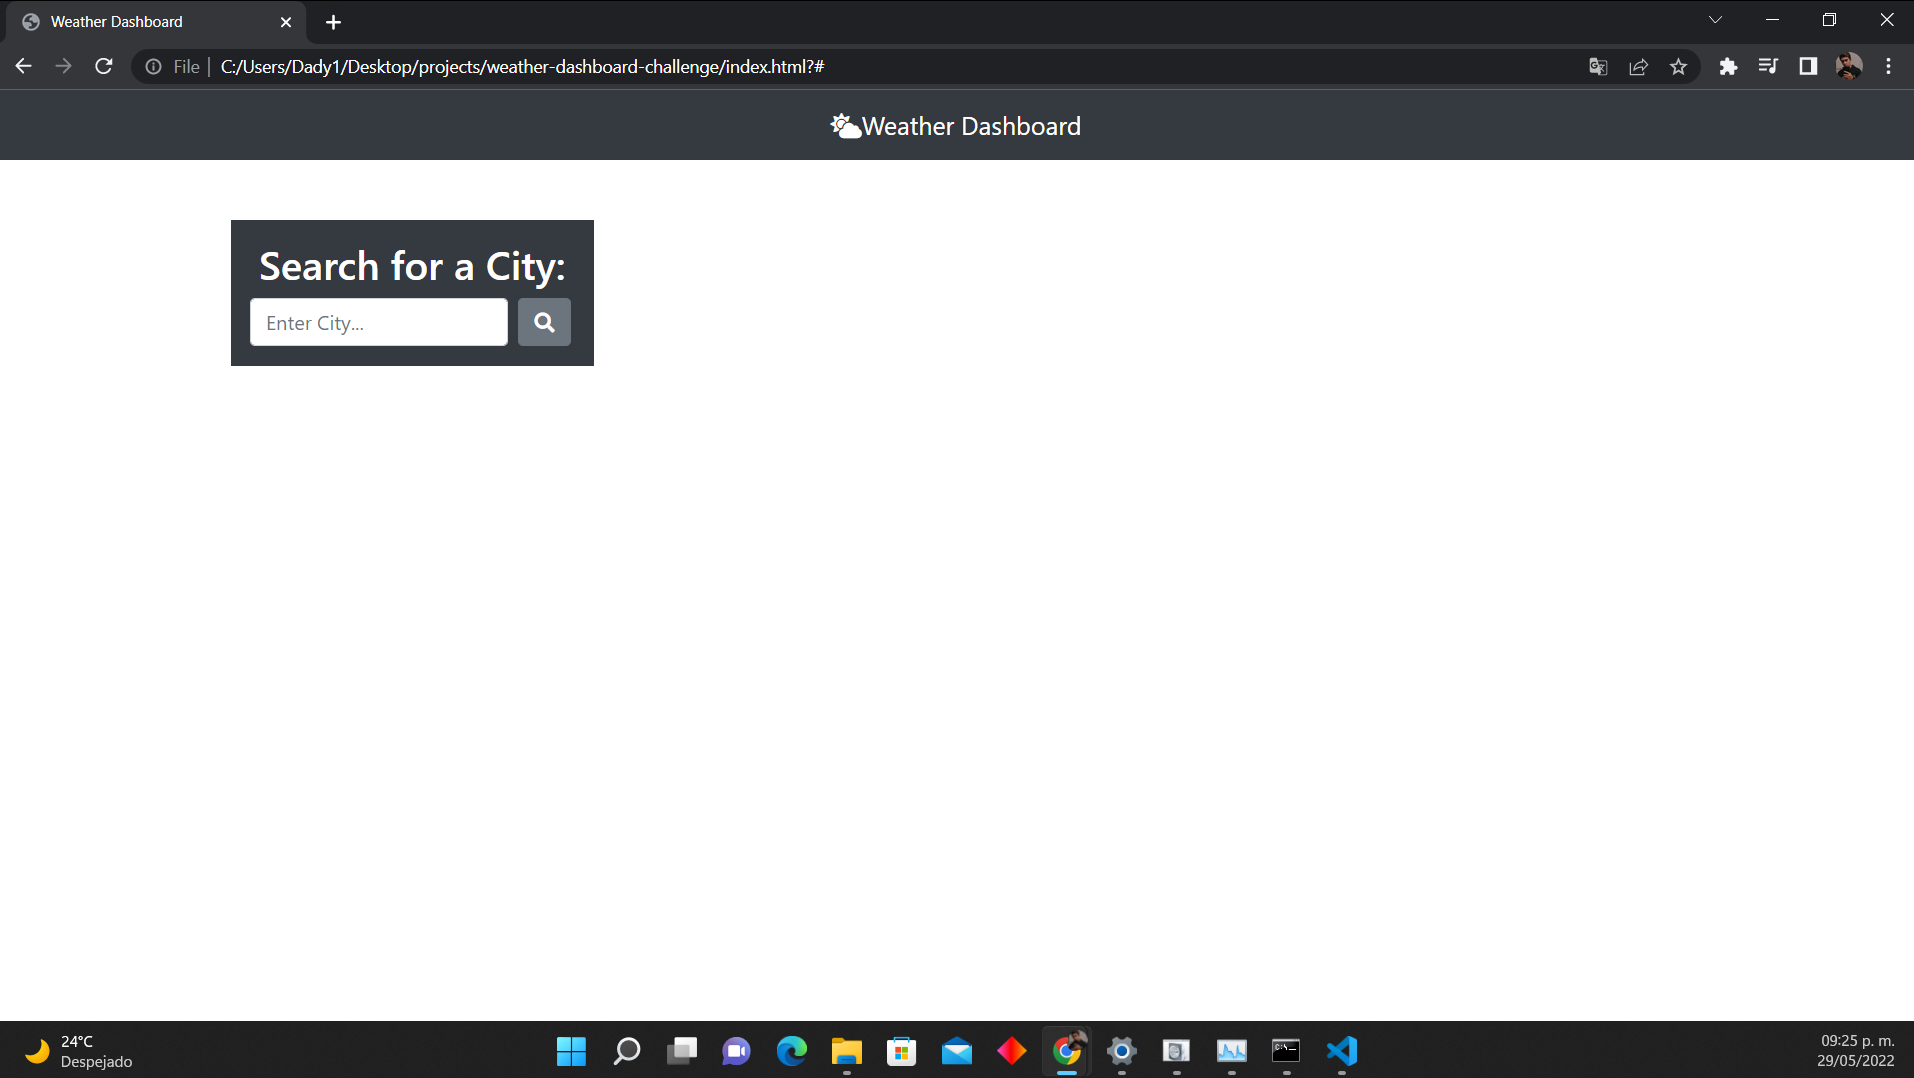 Weather Dashboard
File | C:/Users/Dady1/Desktop/projects/weather-dashboard-challenge/index.html?#
Weather Dashboard
Search for a City:
Enter City...
24°C
Despejado
09:25 p. m.
29/05/2022